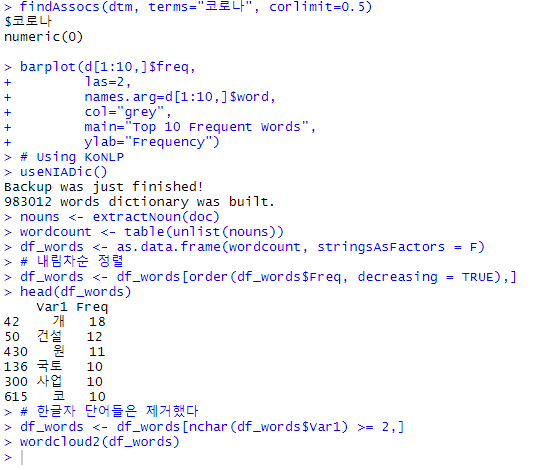 > findAssocs(dtm, terms="코로나", corlimit=0.5)
$코로나
numeric(0)

> barplot(d[1:10,]$freq,
+         las=2,
+         names.arg=d[1:10,]$word,
+         col="grey",
+         main="Top 10 Frequent Words",
+         ylab="Frequency")
> # Using KoNLP
> useNIADic()
Backup was just finished!
983012 words dictionary was built.
> nouns <- extractNoun(doc)
> wordcount <- table(unlist(nouns))
> df_words <- as.data.frame(wordcount, stringsAsFactors = F)
> # 내림차순 정렬
> df_words <- df_words[order(df_words$Freq, decreasing = TRUE),]
> head(df_words)
    Var1 Freq
42    개   18
50  건설   12
430   원   11
136 국토   10
300 사업   10
615   코   10
> # 한글자 단어들은 제거했다
> df_words <- df_words[nchar(df_words$Var1) >= 2,]
> wordcloud2(df_words)
>